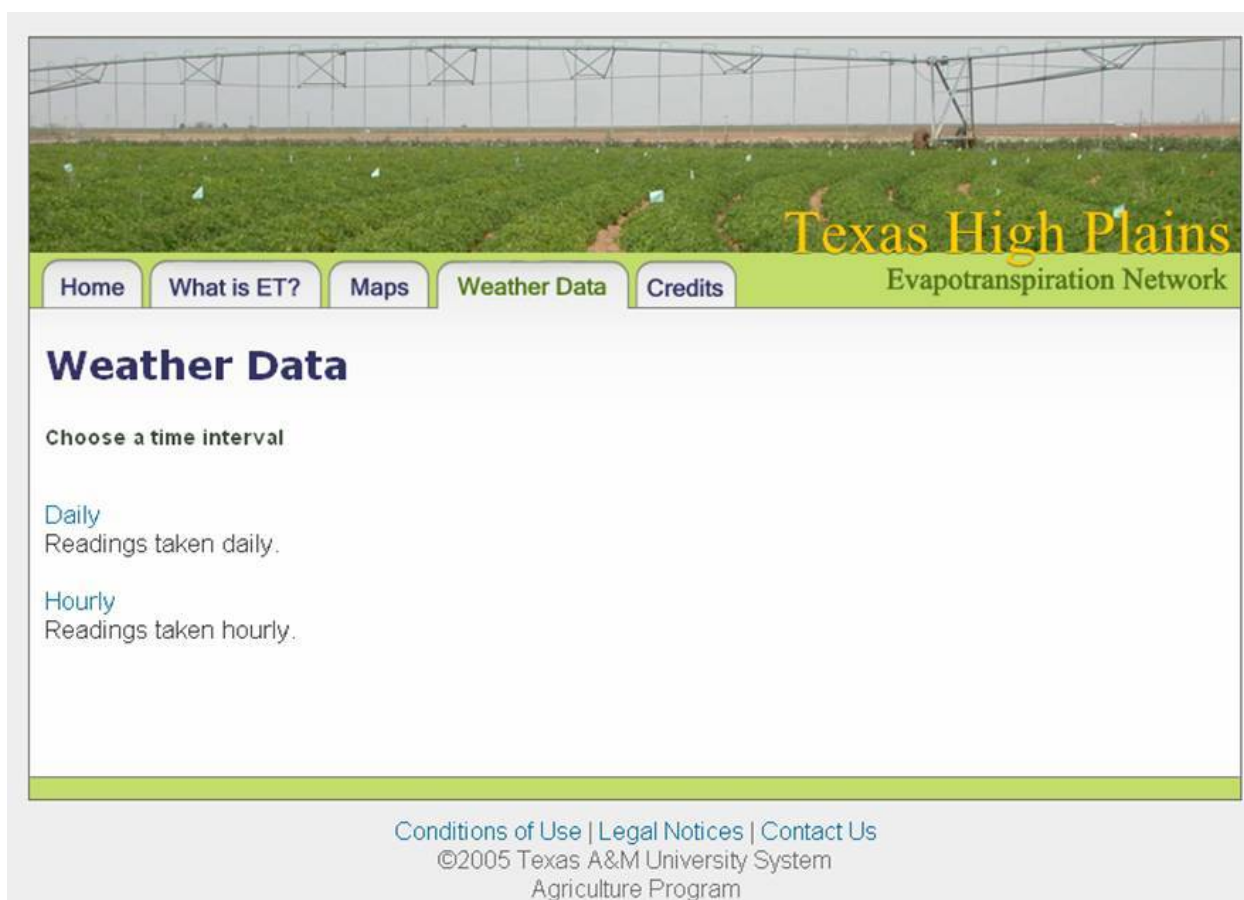 Texas High Plains
Evapotranspiration Network
Home
What is ET?
Maps
Weather Data
Credits
Weather Data
Choose a time interval
Daily
Readings taken daily.
Hourly
Readings taken hourly.
Conditions of Use | Legal Notices | Contact Us
©2005 Texas A&M University System
Agriculture Program